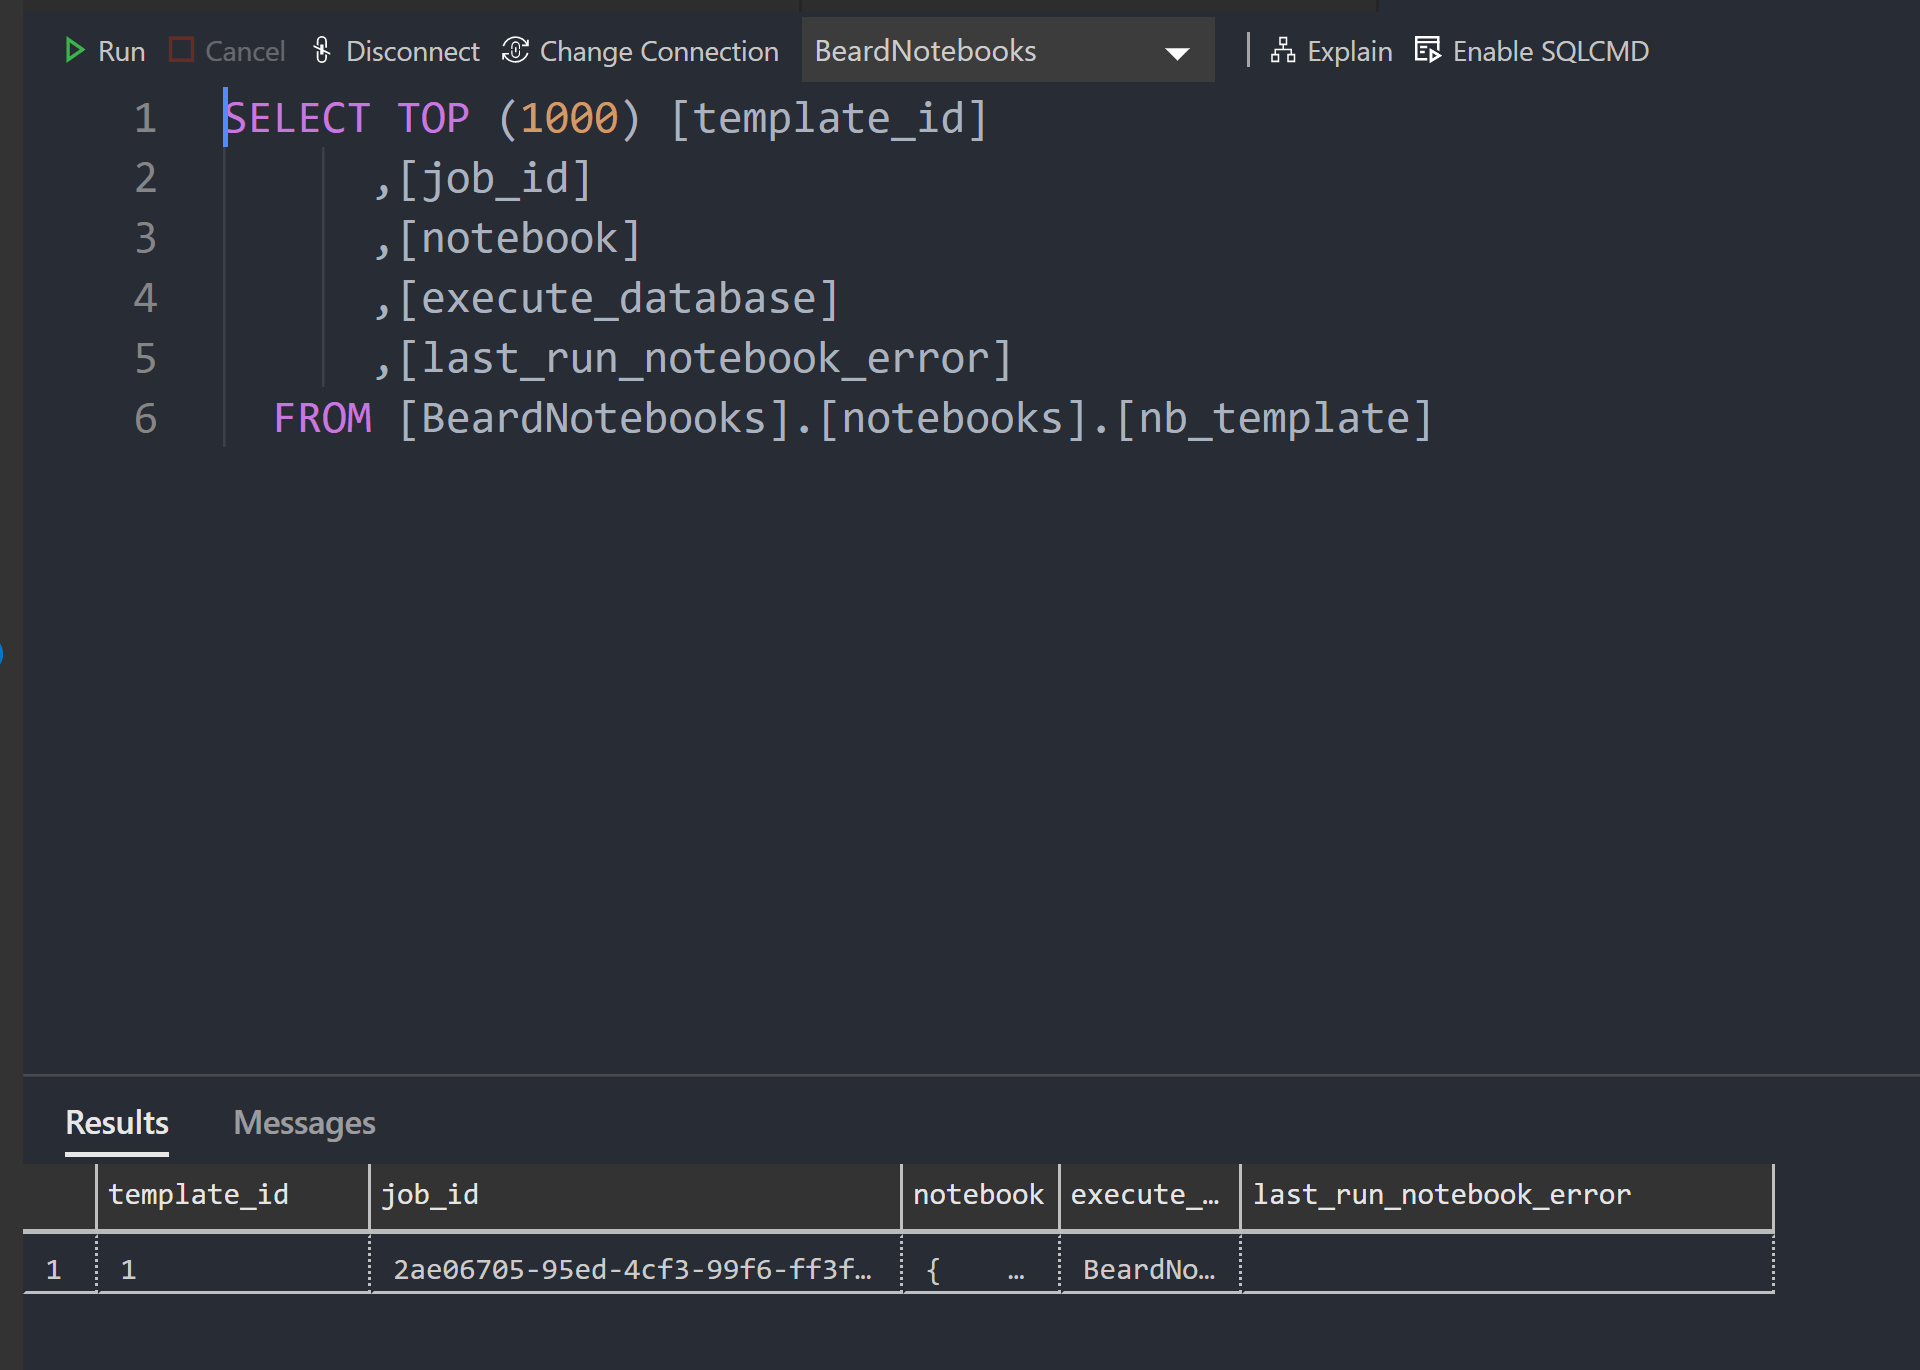 Run Cancel Disconnect Change Connection BeardNotebooks Explain Enable SQLCMD
1 SELECT TOP (1000) [template_id]
2 ,[job_id]
3 ,[notebook]
4 ,[execute_database]
5 ,[last_run_notebook_error]
6 FROM [BeardNotebooks].[notebooks].[nb_template]
Results Messages
template_id job_id notebook execute_… last_run_notebook_error
1 1 2ae06705-95ed-4cf3-99f6-ff3f… { … BeardNo…